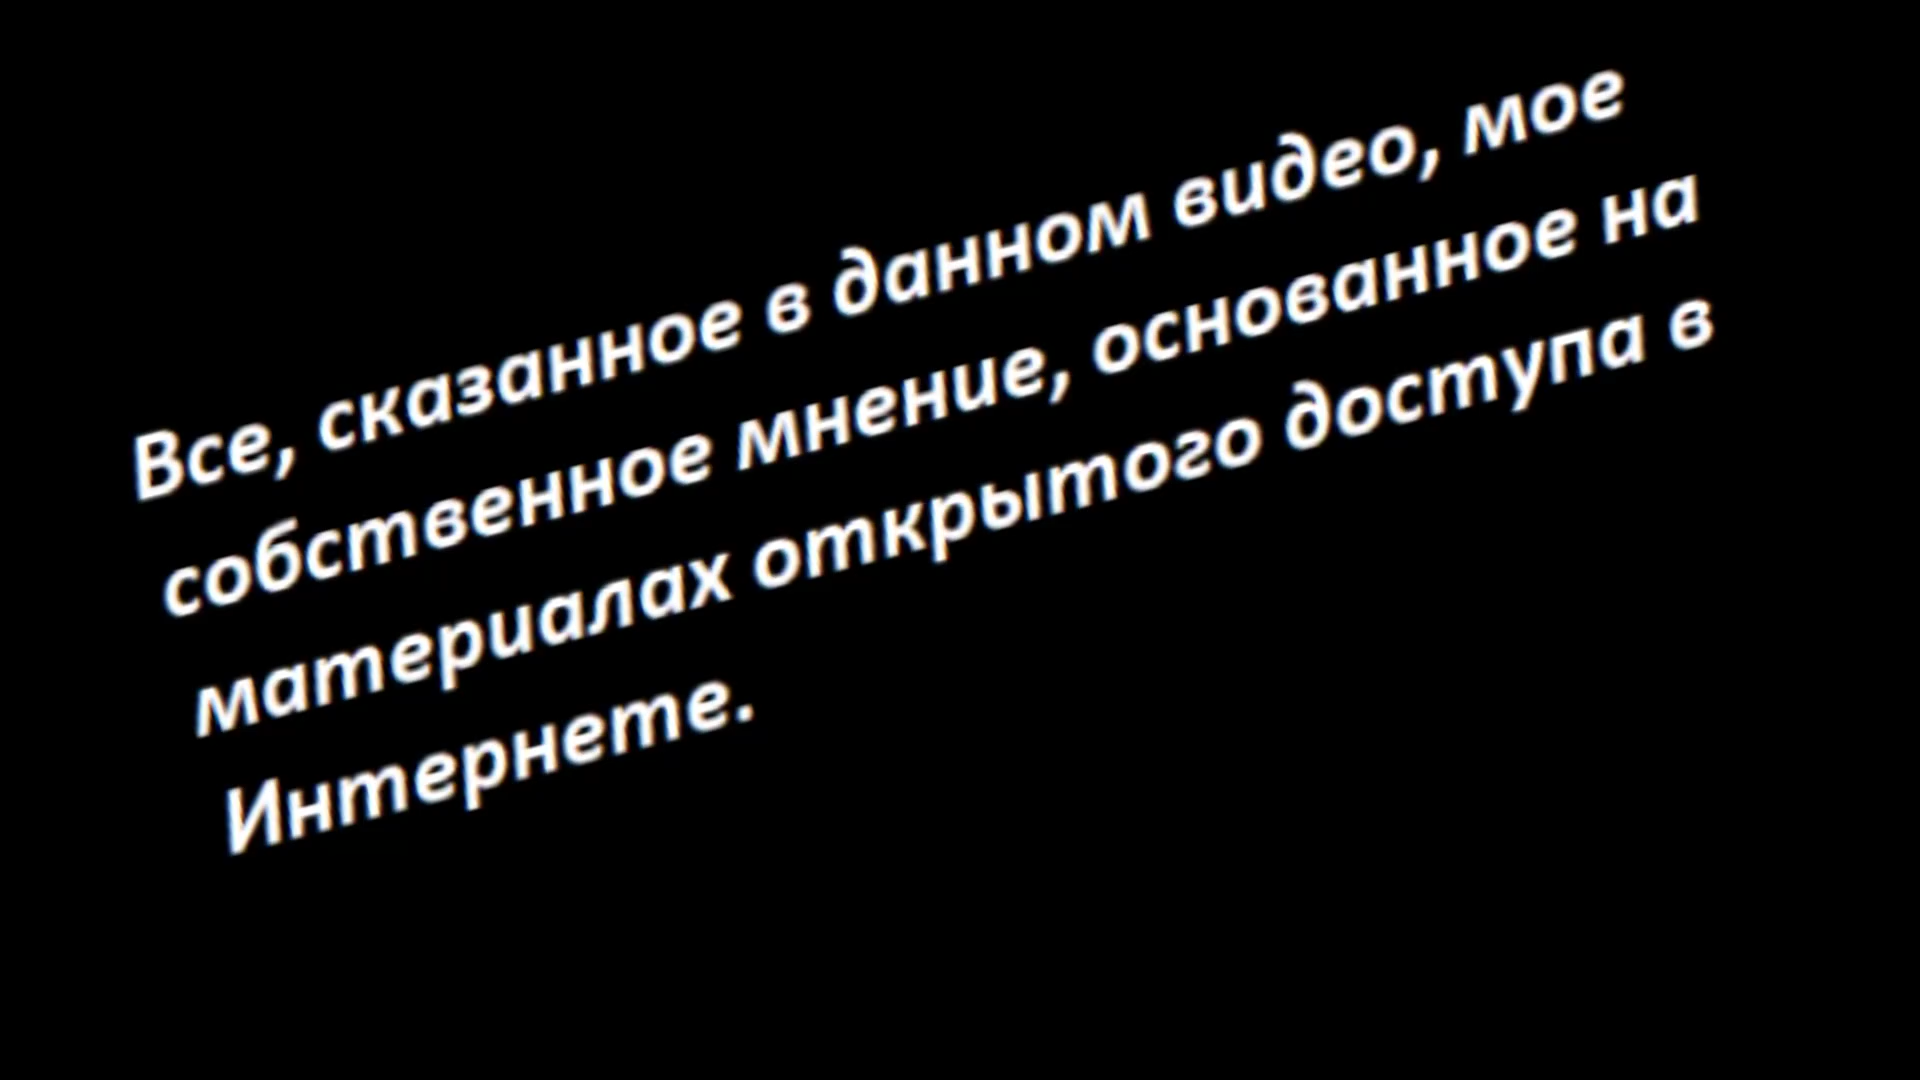 Все, сказанное в данном видео, мое
собственное мнение, основанное на
материалах открытого доступа в
Интернете.